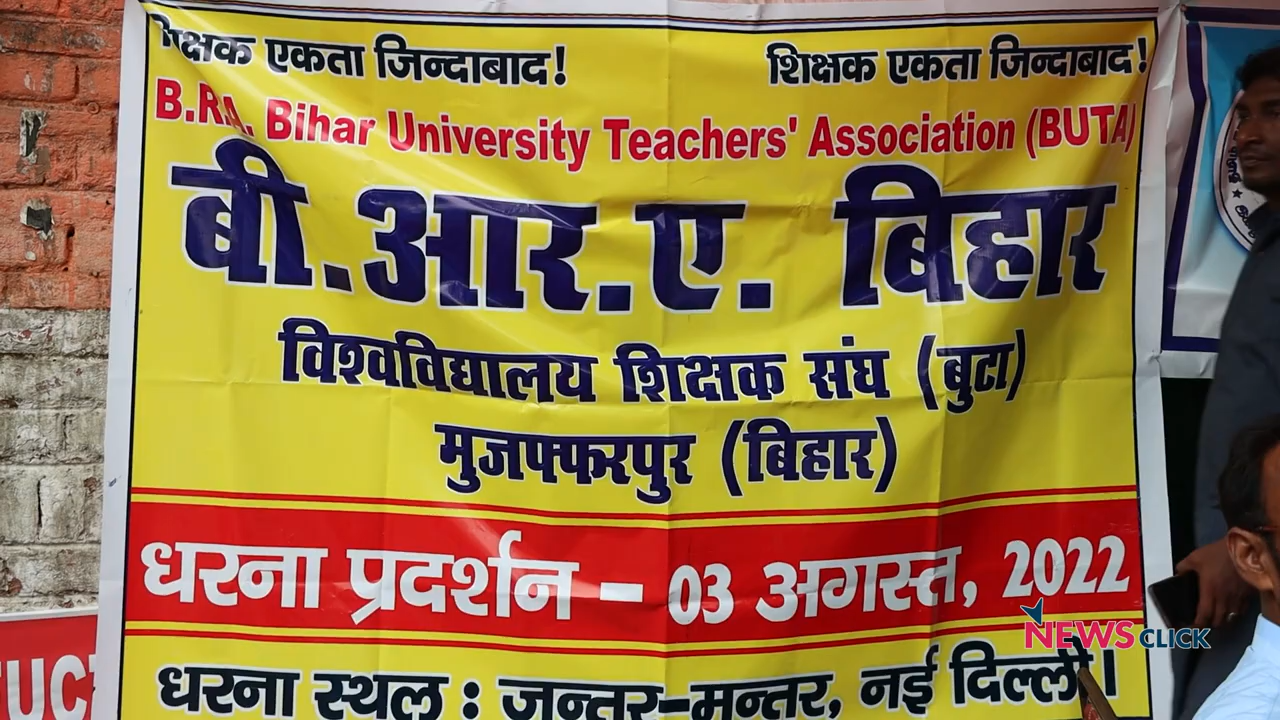 शिक्षक एकता जिन्दाबाद! शिक्षक एकता जिन्दाबाद!
B.R.A. Bihar University Teachers' Association (BUTA)
बी.आर.ए. बिहार
विश्वविद्यालय शिक्षक संघ (बुटा)
मुजफ्फरपुर (बिहार)
धरना प्रदर्शन – 03 अगस्त, 2022
धरना स्थल : जन्तर-मन्तर, नई दिल्ली।
NEWSCLICK